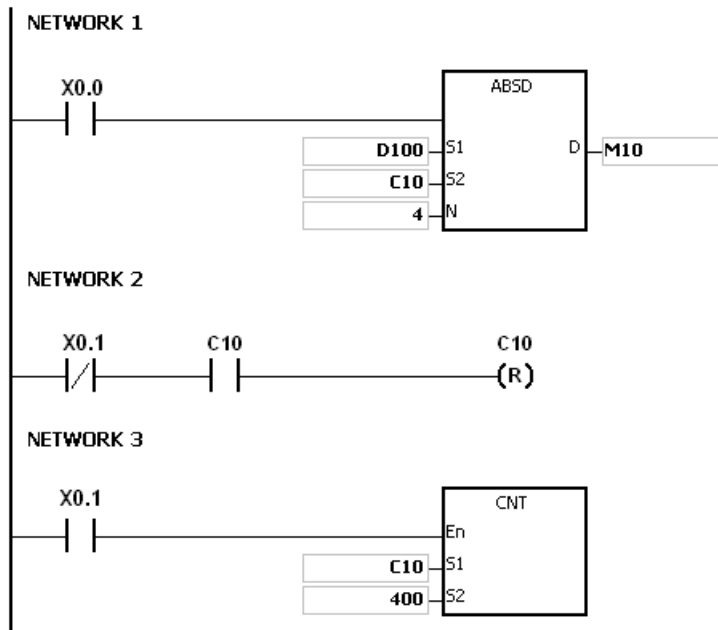 NETWORK 1
X0.0
ABSD
D100 S1 D M10
C10 S2
4 N
NETWORK 2
X0.1 C10 C10
(R)
NETWORK 3
X0.1
CNT
En
C10 S1
400 S2